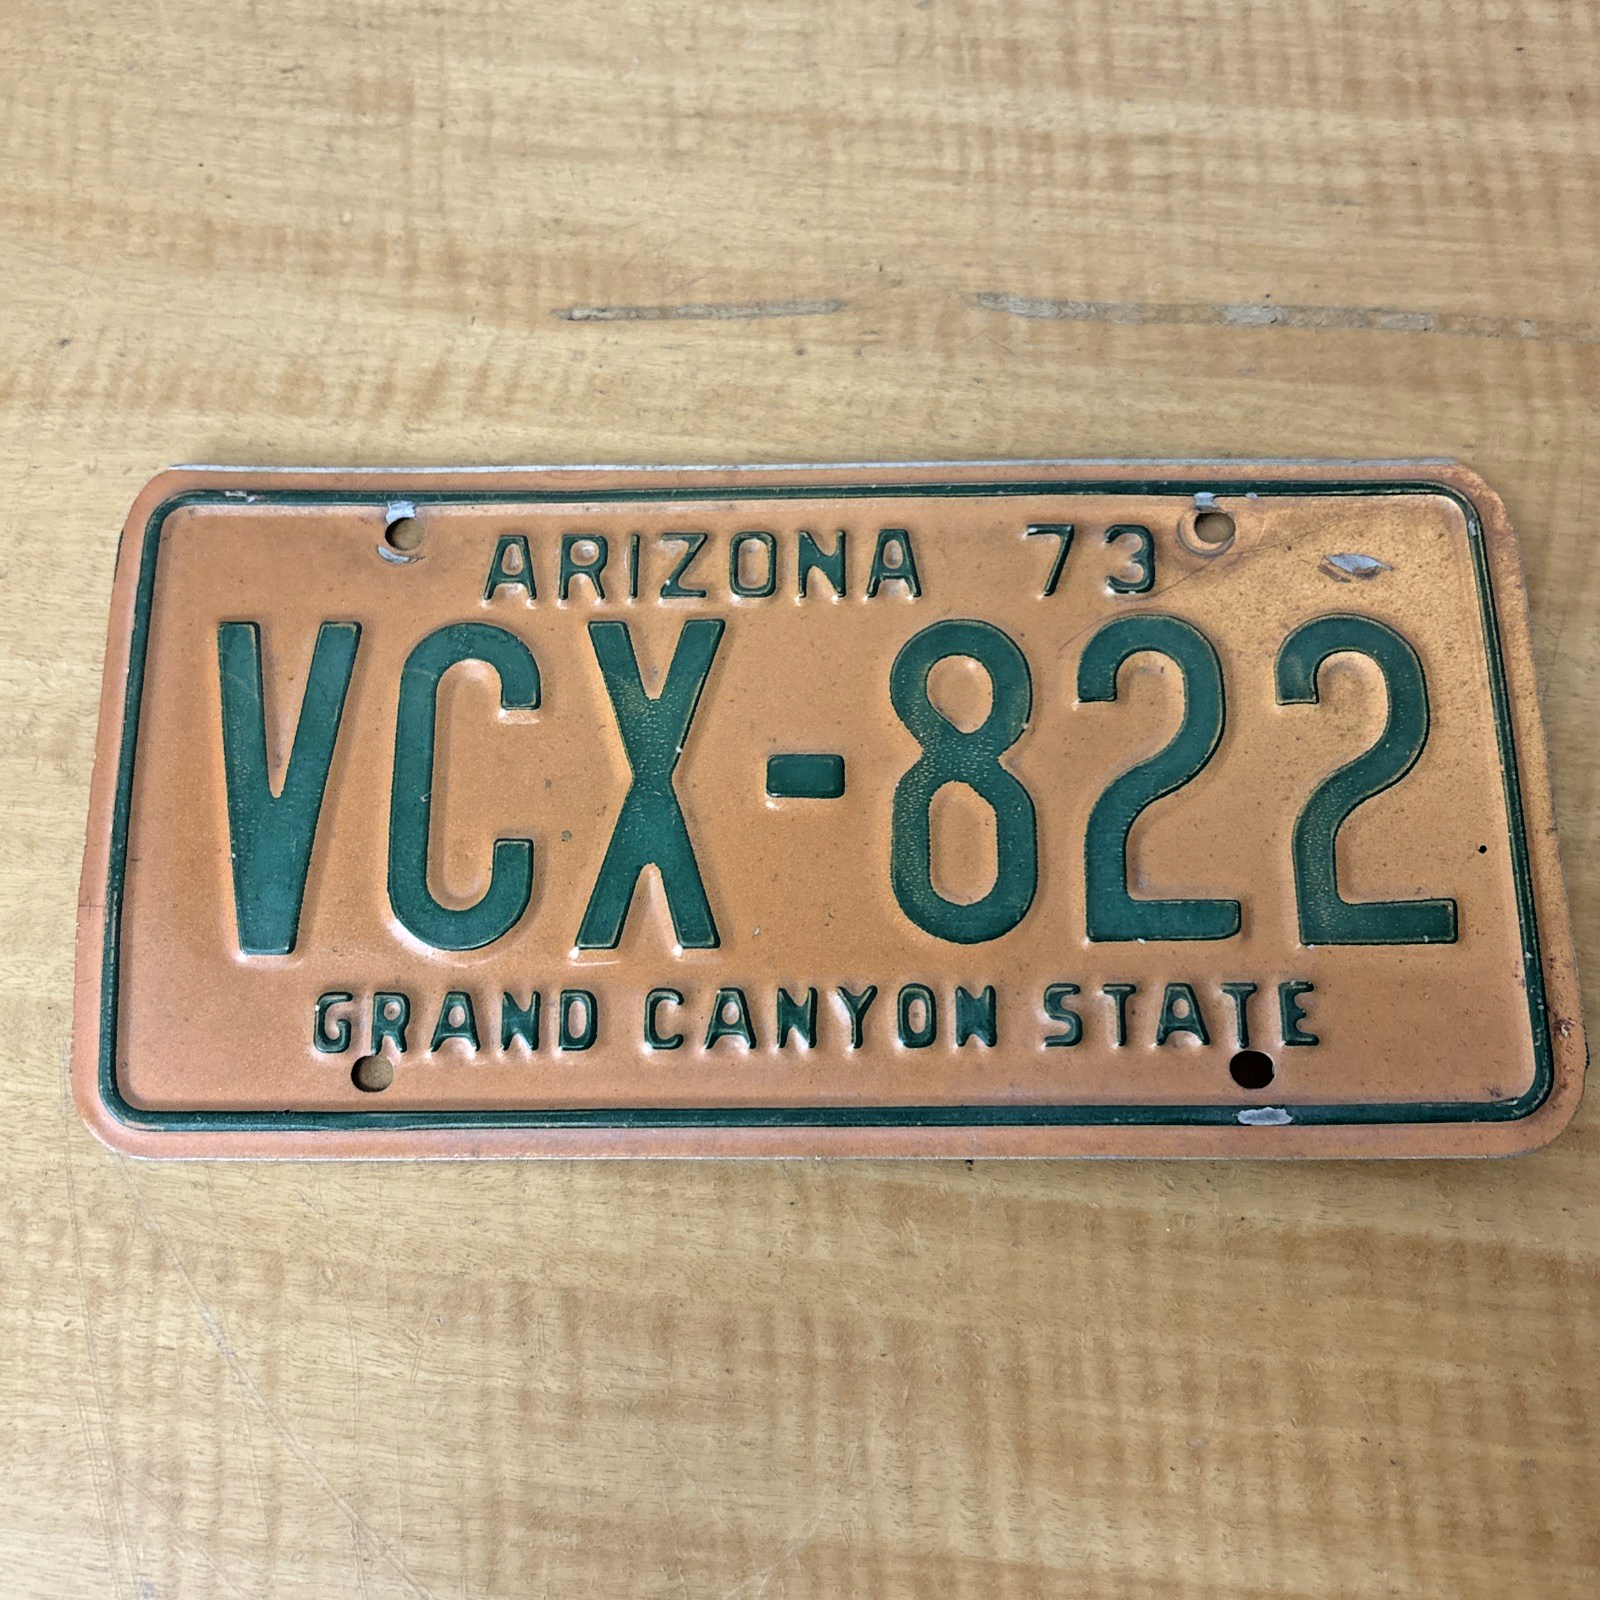 ARIZONA 73
VCX-822
GRAND CANYON STATE